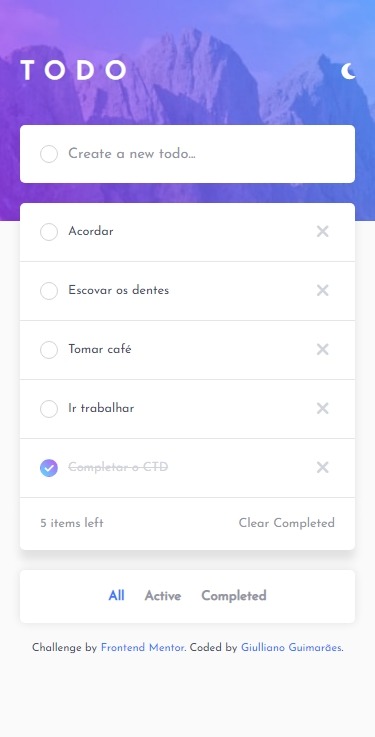 TODO
Create a new todo...
Acordar
Escovar os dentes
Tomar café
Ir trabalhar
Completar o CTD
5 items left Clear Completed
All Active Completed
Challenge by Frontend Mentor. Coded by Giulliano Guimarães.